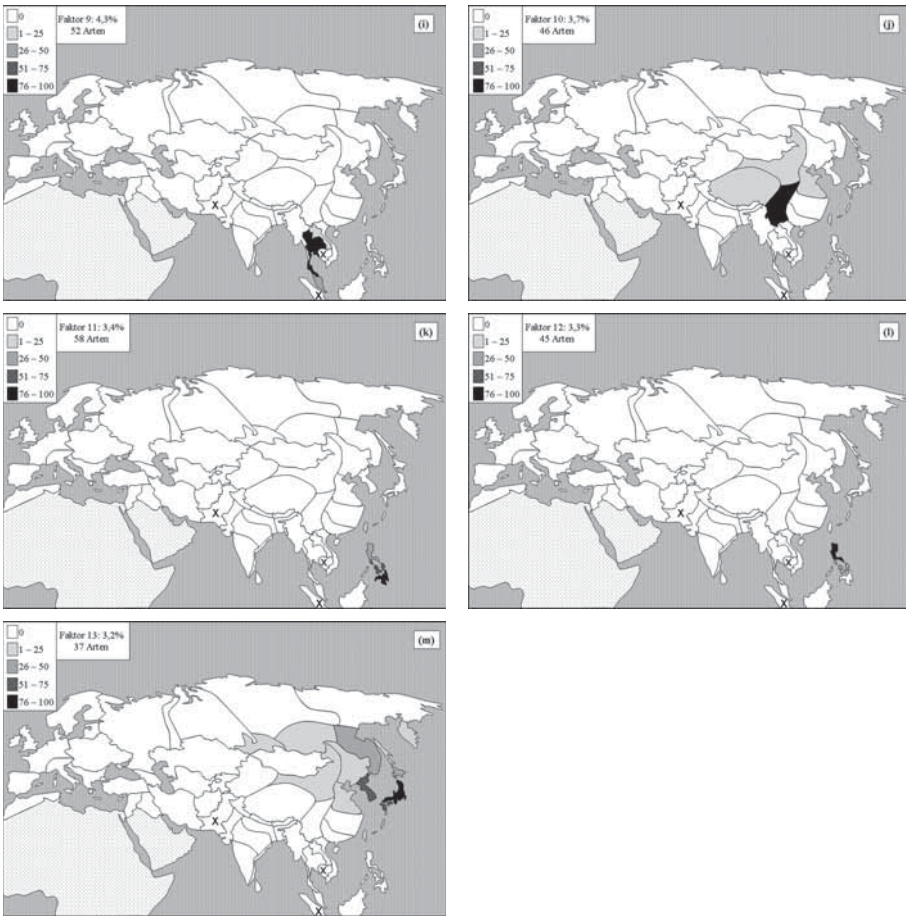 0
1 – 25
26 – 50
51 – 75
76 – 100
Faktor 9: 4,3%
52 Arten
(i)
X
X
X
0
1 – 25
26 – 50
51 – 75
76 – 100
Faktor 10: 3,7%
46 Arten
(j)
X
X
X
0
1 – 25
26 – 50
51 – 75
76 – 100
Faktor 11: 3,4%
58 Arten
(k)
X
X
X
0
1 – 25
26 – 50
51 – 75
76 – 100
Faktor 12: 3,3%
45 Arten
(l)
X
X
X
0
1 – 25
26 – 50
51 – 75
76 – 100
Faktor 13: 3,2%
37 Arten
(m)
X
X
X